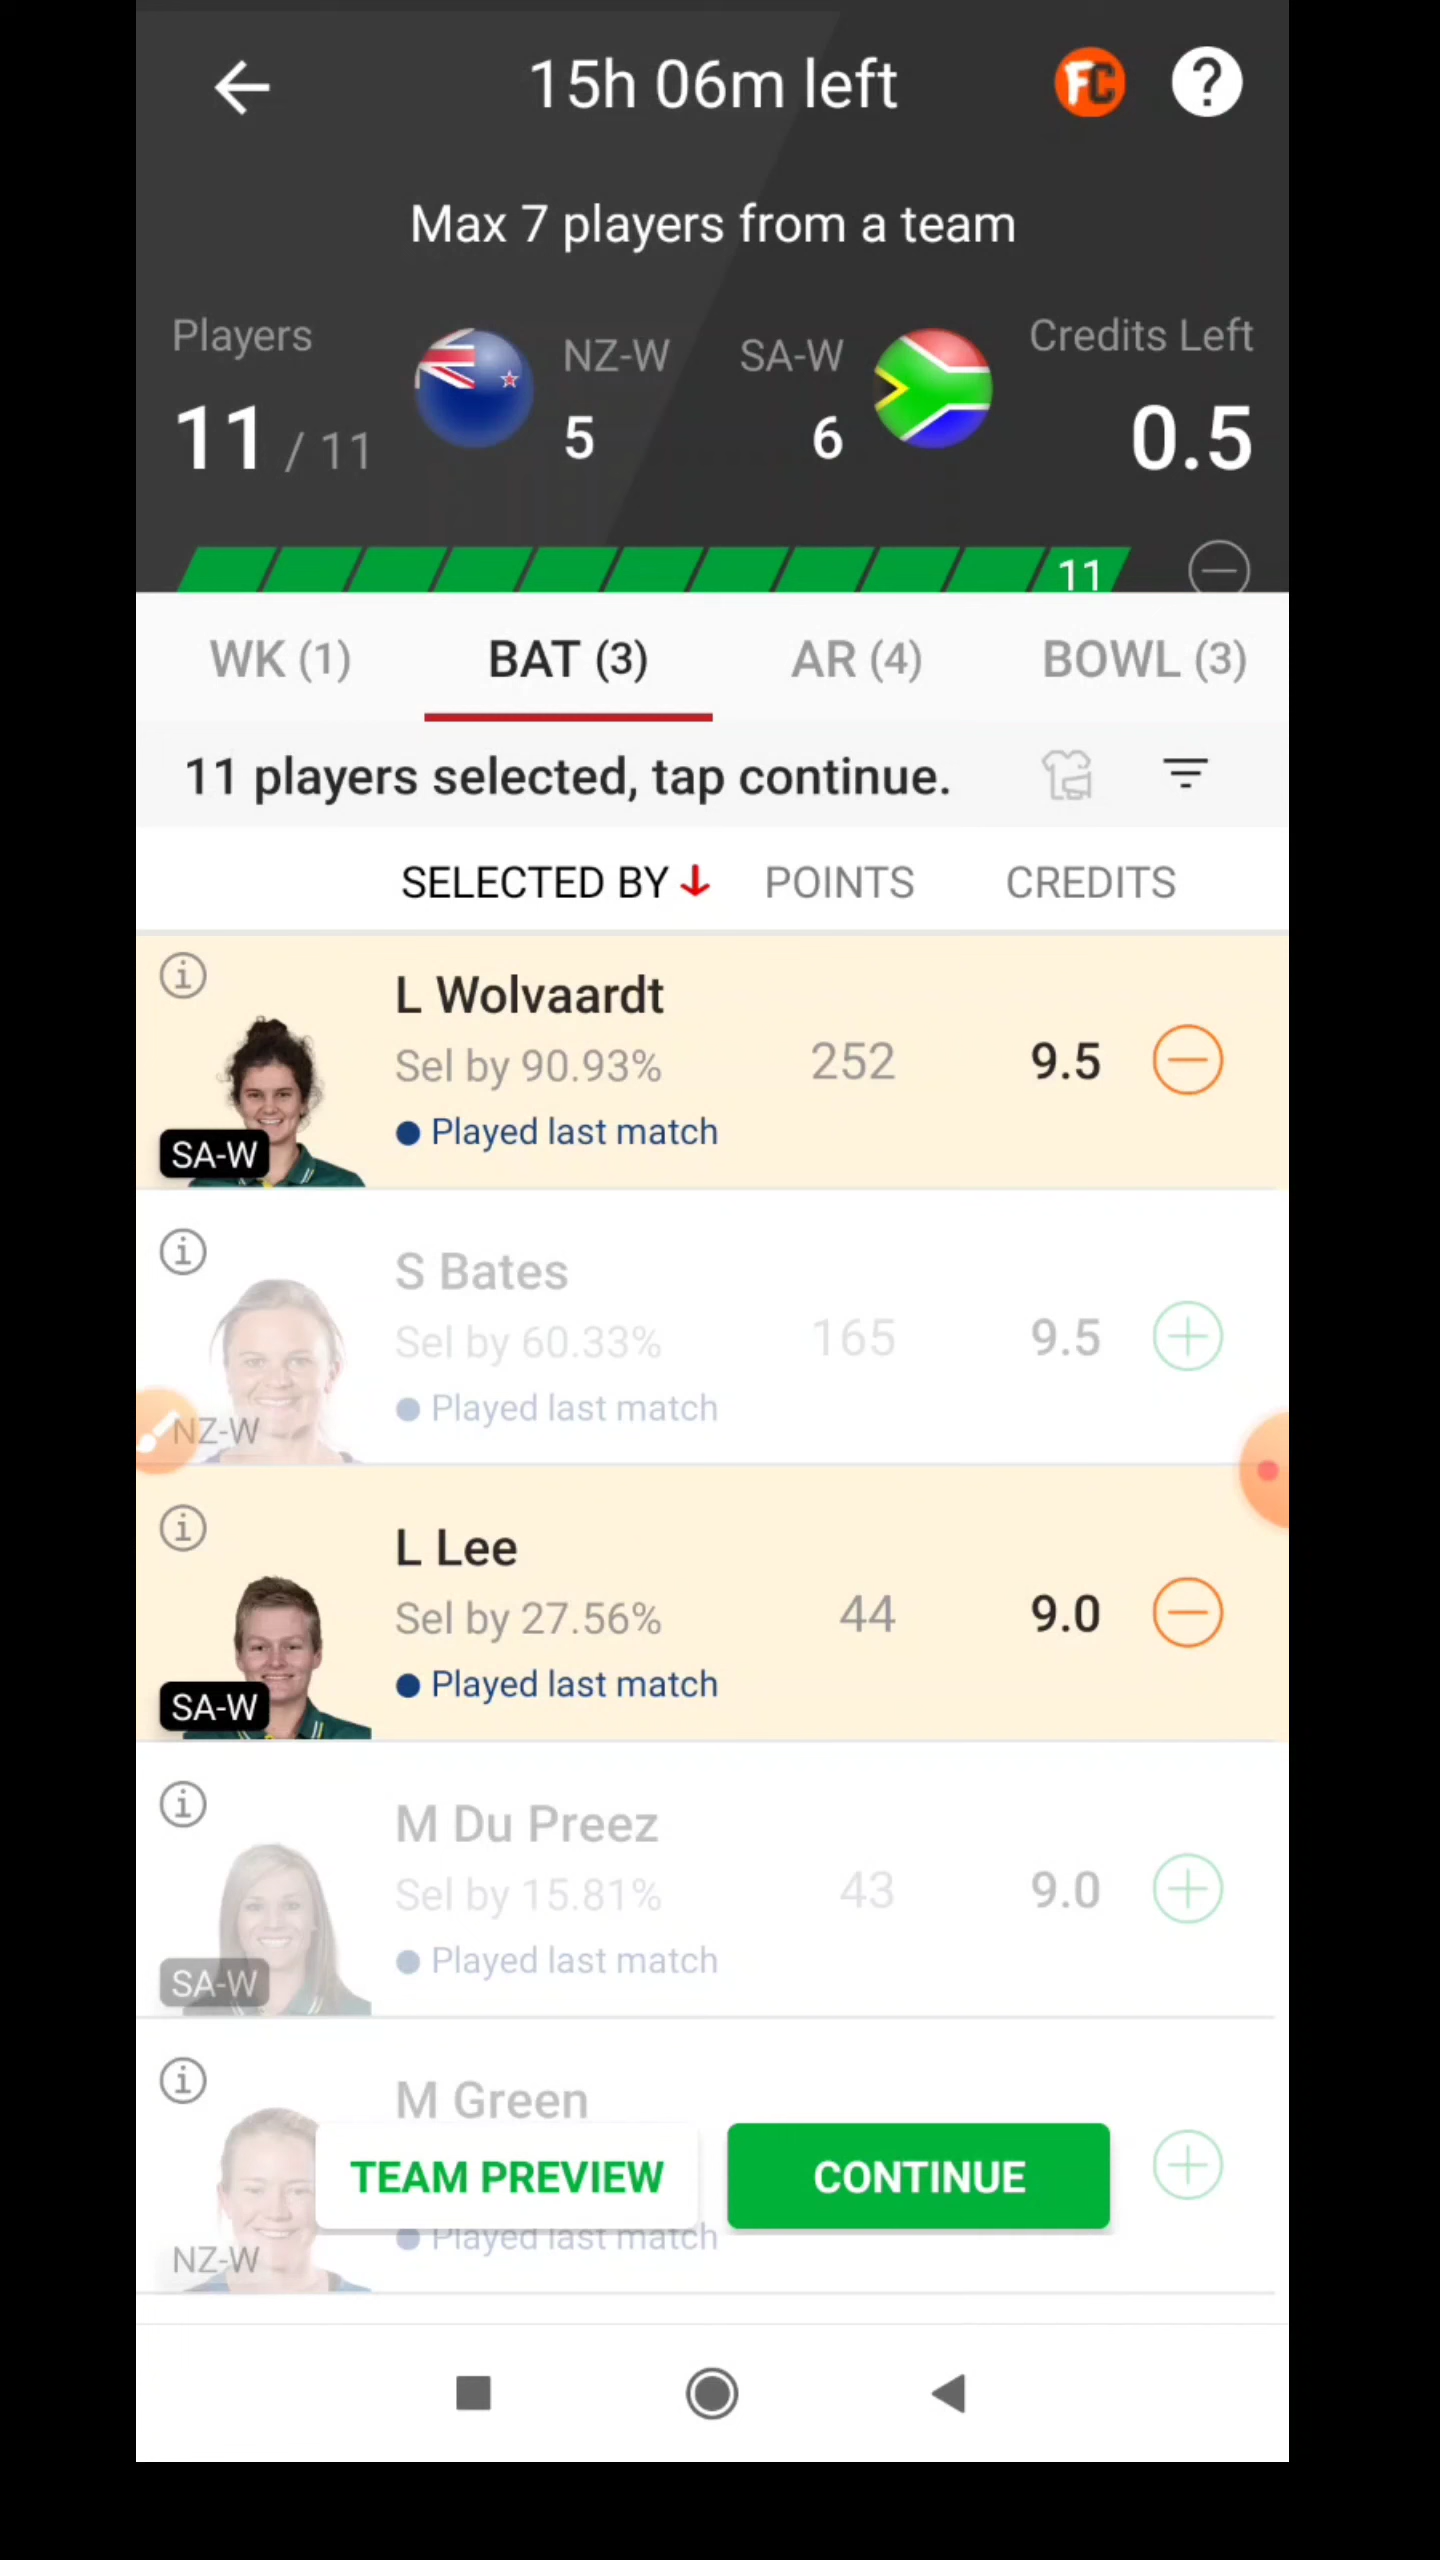 15h 06m left
FC
?
Max 7 players from a team
Players
NZ-W
SA-W
Credits Left
11 / 11
5
6
0.5
11
WK (1)
BAT (3)
AR (4)
BOWL (3)
11 players selected, tap continue.
SELECTED BY
POINTS
CREDITS
L Wolvaardt
Sel by 90.93%
252
9.5
Played last match
SA-W
S Bates
Sel by 60.33%
165
9.5
Played last match
NZ-W
L Lee
Sel by 27.56%
44
9.0
Played last match
SA-W
M Du Preez
Sel by 15.81%
43
9.0
Played last match
SA-W
M Green
TEAM PREVIEW
CONTINUE
Played last match
NZ-W